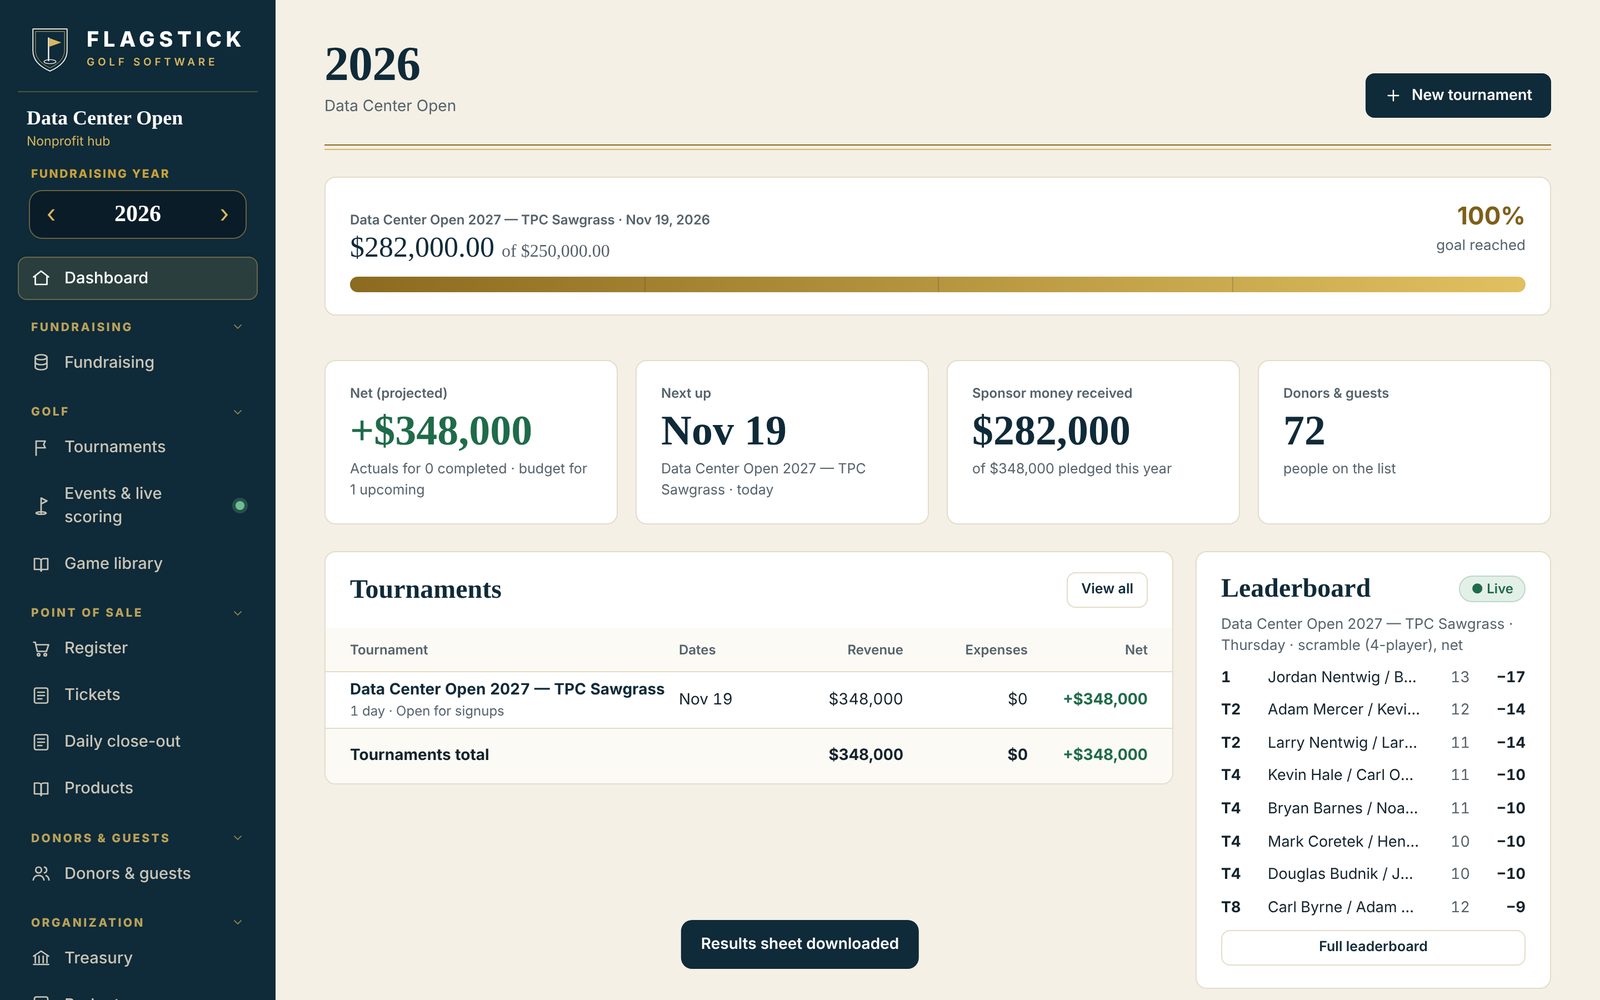 FLAGSTICK
GOLF SOFTWARE
Data Center Open
Nonprofit hub
FUNDRAISING YEAR
2026
Dashboard
FUNDRAISING
Fundraising
GOLF
Tournaments
Events & live
scoring
Game library
POINT OF SALE
Register
Tickets
Daily close-out
Products
DONORS & GUESTS
Donors & guests
ORGANIZATION
Treasury
2026
Data Center Open
New tournament
Data Center Open 2027 — TPC Sawgrass · Nov 19, 2026
$282,000.00 of $250,000.00
100%
goal reached
Net (projected)
+$348,000
Actuals for 0 completed · budget for
1 upcoming
Next up
Nov 19
Data Center Open 2027 — TPC
Sawgrass · today
Sponsor money received
$282,000
of $348,000 pledged this year
Donors & guests
72
people on the list
Tournaments
View all
Tournament Dates Revenue Expenses Net
Data Center Open 2027 — TPC Sawgrass Nov 19 $348,000 $0 +$348,000
1 day · Open for signups
Tournaments total $348,000 $0 +$348,000
Leaderboard
Live
Data Center Open 2027 — TPC Sawgrass ·
Thursday · scramble (4-player), net
1 Jordan Nentwig / B... 13 −17
T2 Adam Mercer / Kevi... 12 −14
T2 Larry Nentwig / Lar... 11 −14
T4 Kevin Hale / Carl O... 11 −10
T4 Bryan Barnes / Noa... 11 −10
T4 Mark Coretek / Hen... 10 −10
T4 Douglas Budnik / J... 10 −10
T8 Carl Byrne / Adam ... 12 −9
Full leaderboard
Results sheet downloaded